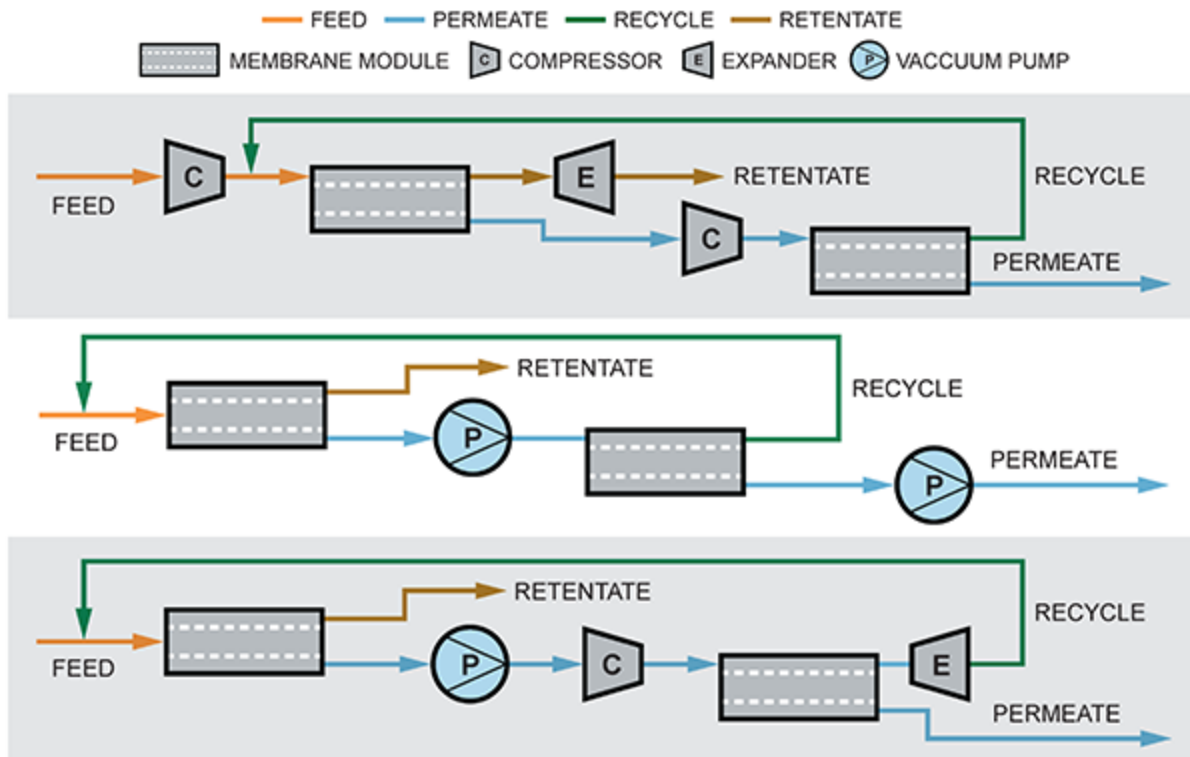 FEED PERMEATE RECYCLE RETENTATE
MEMBRANE MODULE C COMPRESSOR E EXPANDER P VACCUUM PUMP
FEED C E RETENTATE RECYCLE
C
PERMEATE
RETENTATE
RECYCLE
FEED P
P PERMEATE
RETENTATE
RECYCLE
FEED P C E
PERMEATE